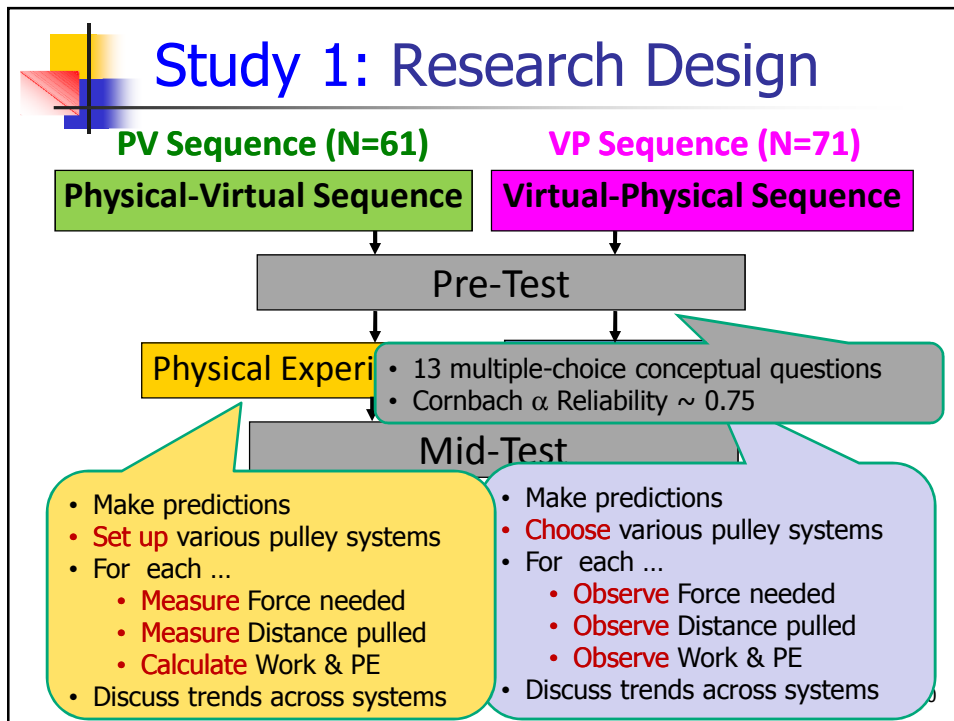 Study 1: Research Design
PV Sequence (N=61)
VP Sequence (N=71)
Physical-Virtual Sequence
Virtual-Physical Sequence
Pre-Test
Physical Experi
• 13 multiple-choice conceptual questions
• Cornbach α Reliability ~ 0.75
Mid-Test
• Make predictions
• Set up various pulley systems
• For each …
• Measure Force needed
• Measure Distance pulled
• Calculate Work & PE
• Discuss trends across systems
• Make predictions
• Choose various pulley systems
• For each …
• Observe Force needed
• Observe Distance pulled
• Observe Work & PE
• Discuss trends across systems